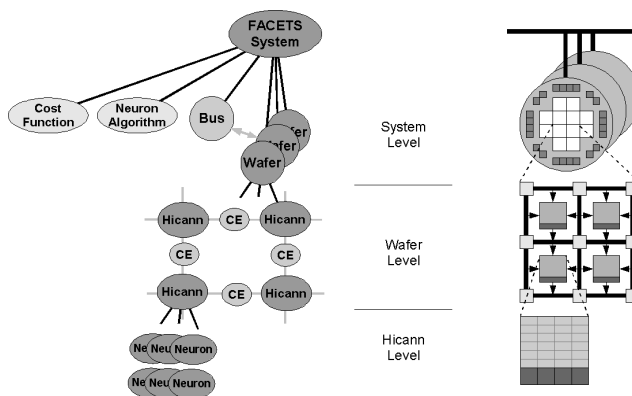 FACETS
System
Cost
Function
Neuron
Algorithm
Bus
Wafer
System
Level
Hicann
CE
Hicann
CE
CE
Wafer
Level
Hicann
CE
Hicann
Neuron
Hicann
Level